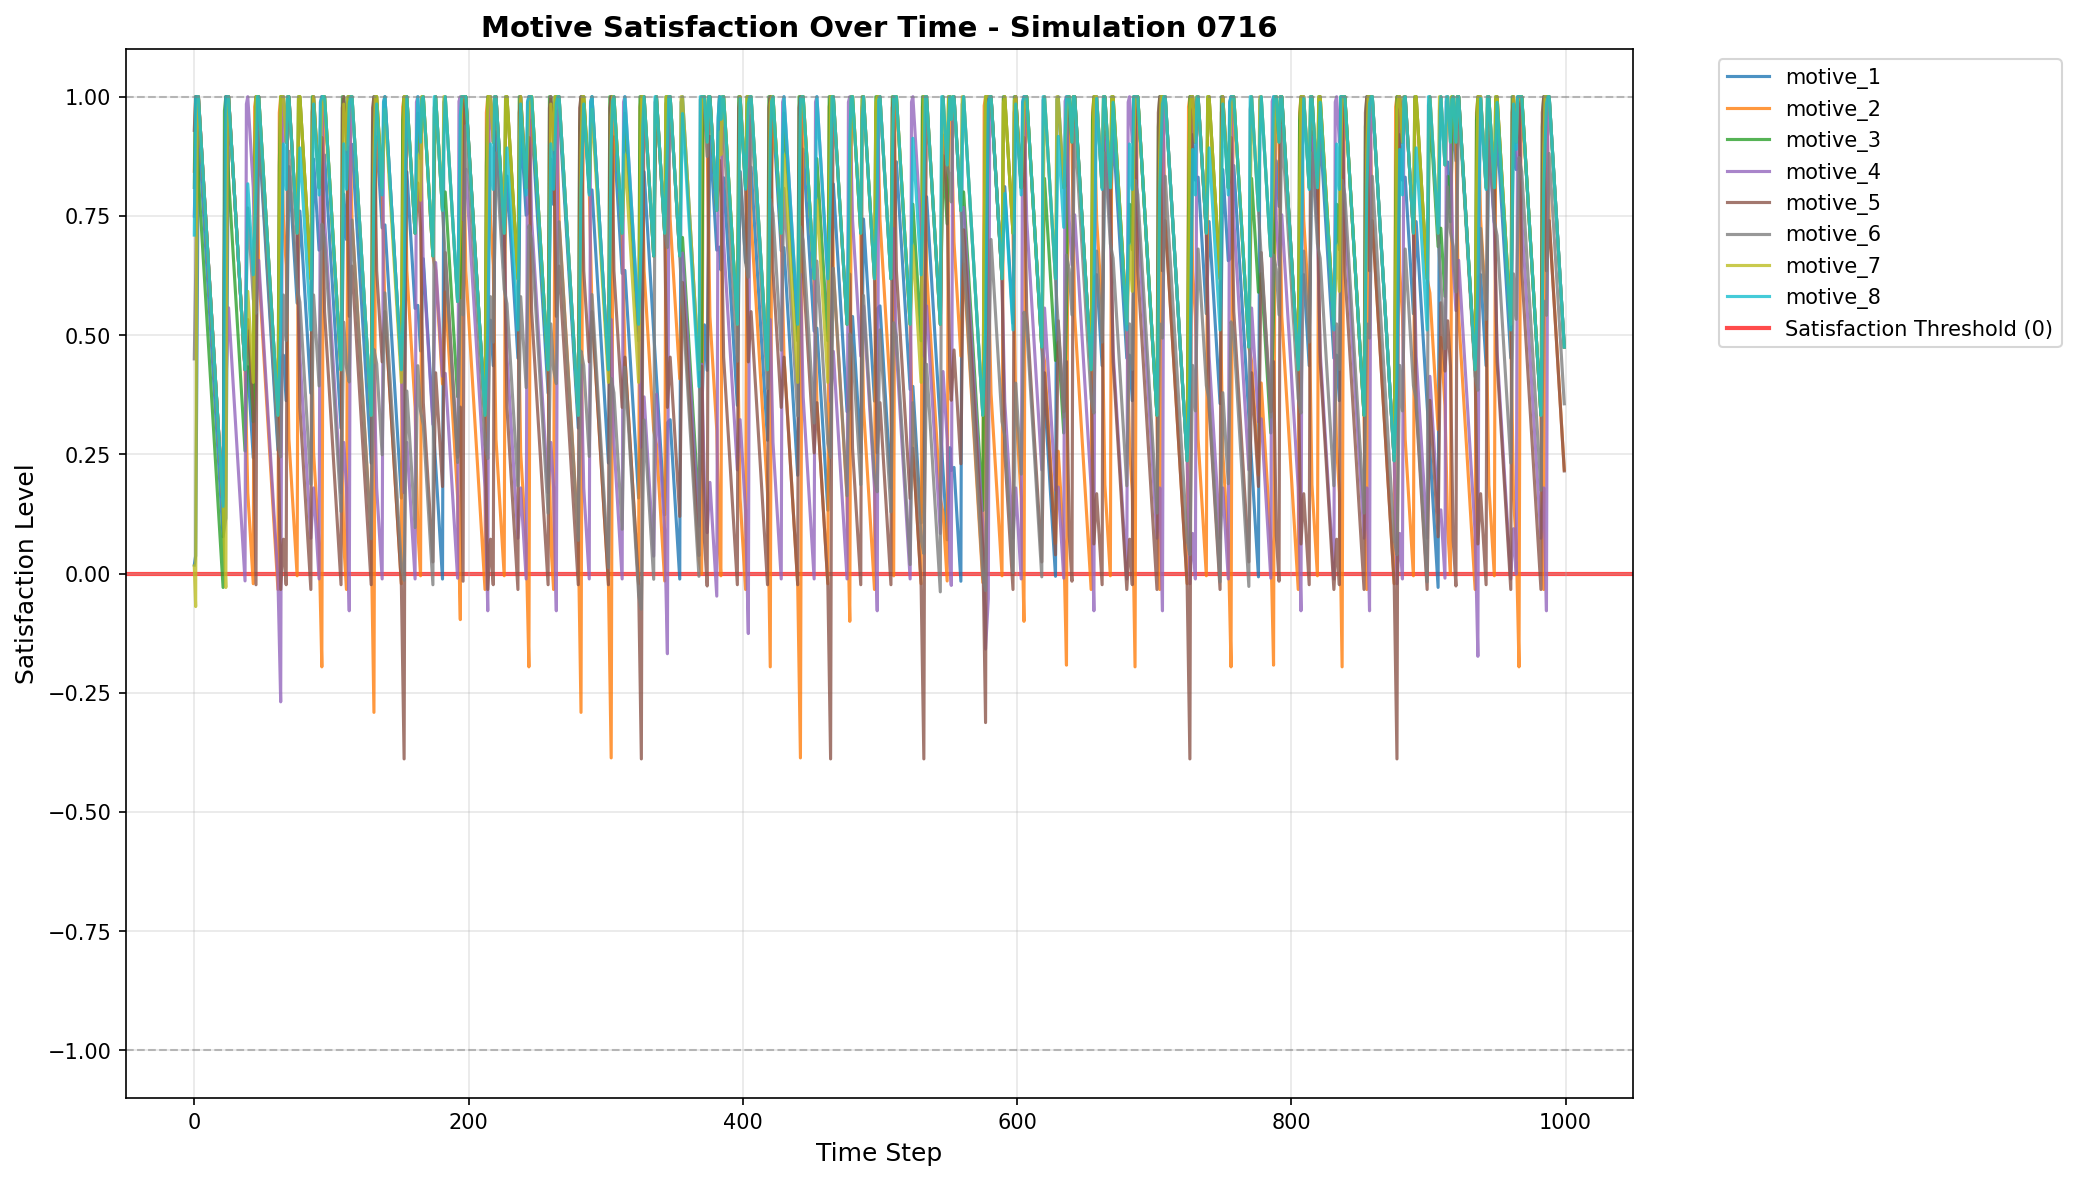 Motive Satisfaction Over Time - Simulation 0716
1.00
0.75
0.50
0.25
0.00
−0.25
−0.50
−0.75
−1.00
Satisfaction Level
0
200
400
600
800
1000
Time Step
motive_1
motive_2
motive_3
motive_4
motive_5
motive_6
motive_7
motive_8
Satisfaction Threshold (0)